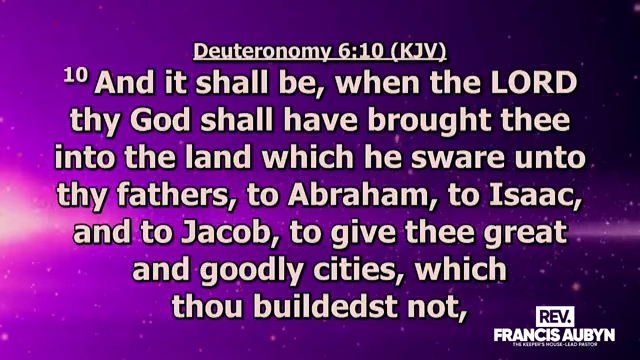 Deuteronomy 6:10 (KJV)
10 And it shall be, when the LORD
thy God shall have brought thee
into the land which he sware unto
thy fathers, to Abraham, to Isaac,
and to Jacob, to give thee great
and goodly cities, which
thou buildedst not,
REV.
FRANCIS AUBYN
THE KEEPER'S HOUSE-LEAD PASTOR